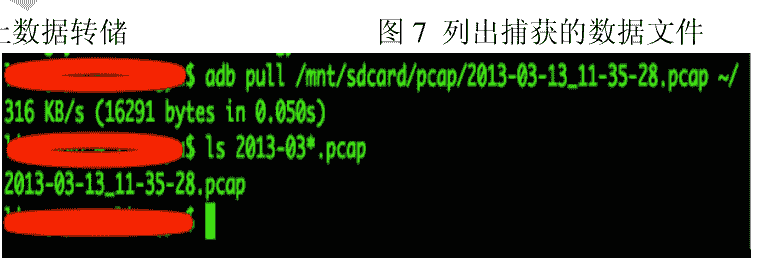 上数据转储
图 7 列出捕获的数据文件
$ adb pull /mnt/sdcard/pcap/2013-03-13_11-35-28.pcap ~/
316 KB/s (16291 bytes in 0.050s)
$ ls 2013-03*.pcap
2013-03-13_11-35-28.pcap
$